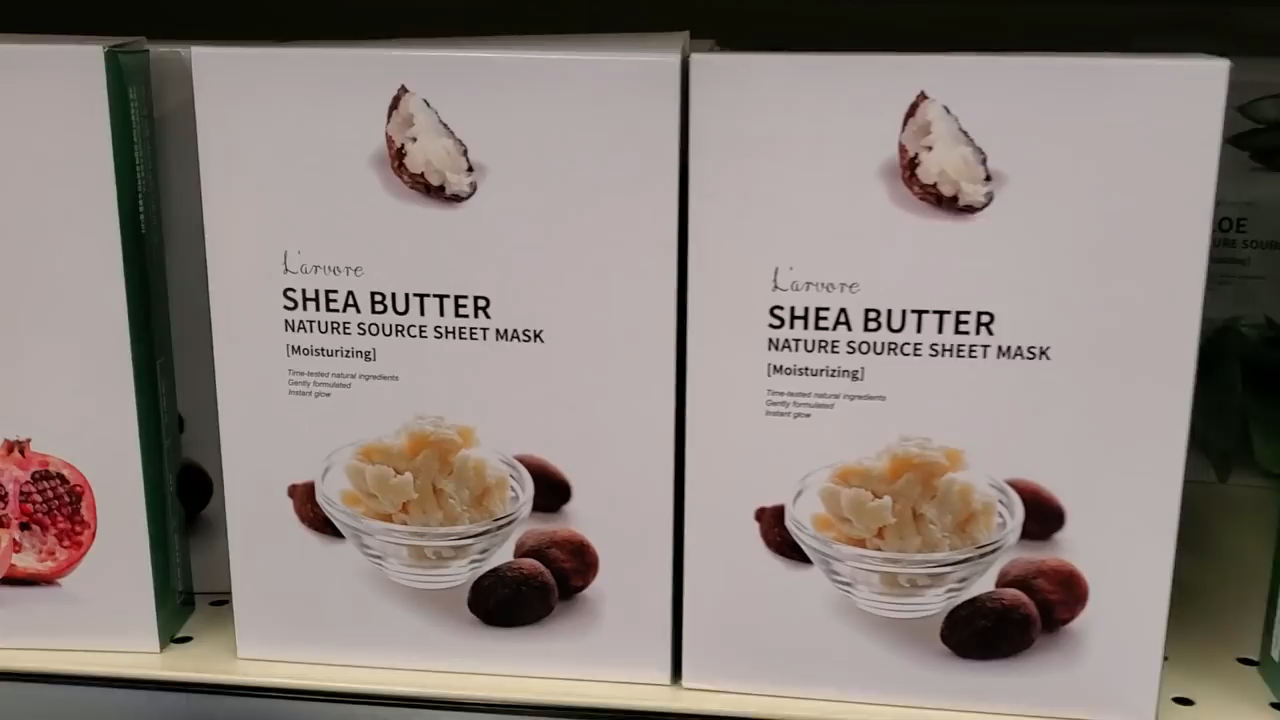 L'arvore
SHEA BUTTER
NATURE SOURCE SHEET MASK
[Moisturizing]
Time-tested natural ingredients
Gently formulated
Instant glow
L'arvore
SHEA BUTTER
NATURE SOURCE SHEET MASK
[Moisturizing]
Time-tested natural ingredients
Gently formulated
Instant glow